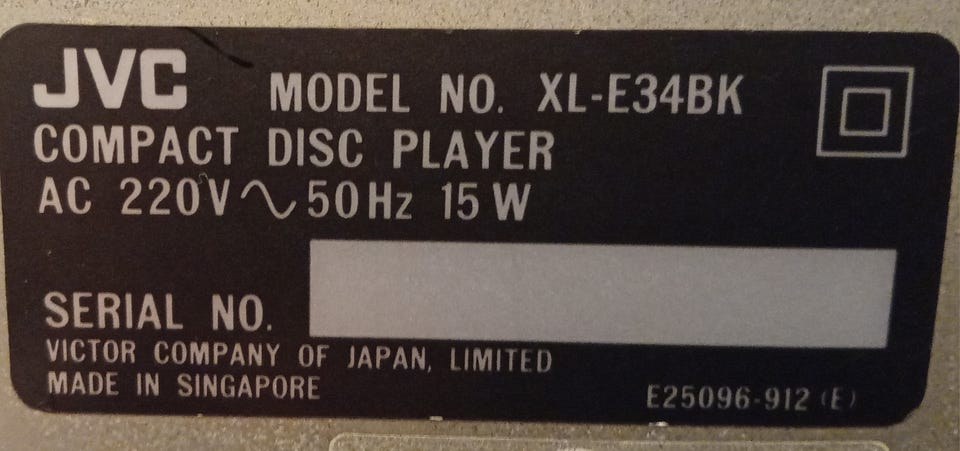 JVC MODEL NO. XL-E34BK
COMPACT DISC PLAYER
AC 220V∿50Hz 15W
SERIAL NO.
VICTOR COMPANY OF JAPAN, LIMITED
MADE IN SINGAPORE E25096-912 (E)